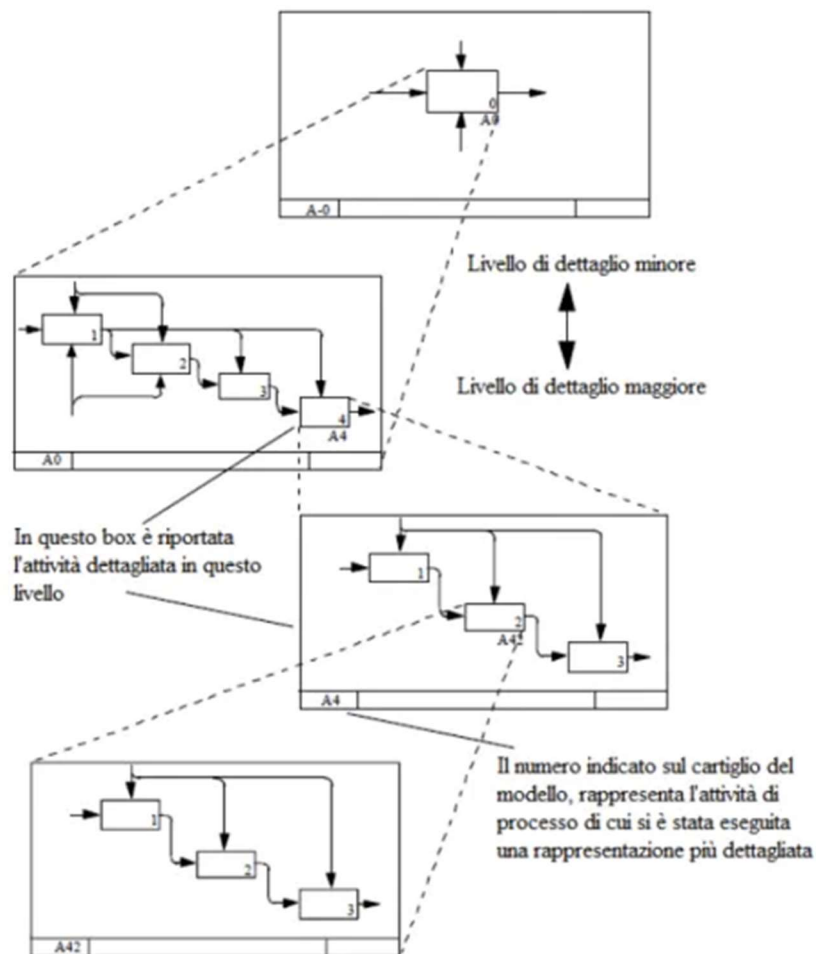 0
A0
A-0
Livello di dettaglio minore
Livello di dettaglio maggiore
1
2
3
4
A4
A0
In questo box è riportata
l'attività dettagliata in questo
livello
1
2
A42
3
A4
Il numero indicato sul cartiglio del
modello, rappresenta l'attività di
processo di cui si è stata eseguita
una rappresentazione più dettagliata
1
2
3
A42